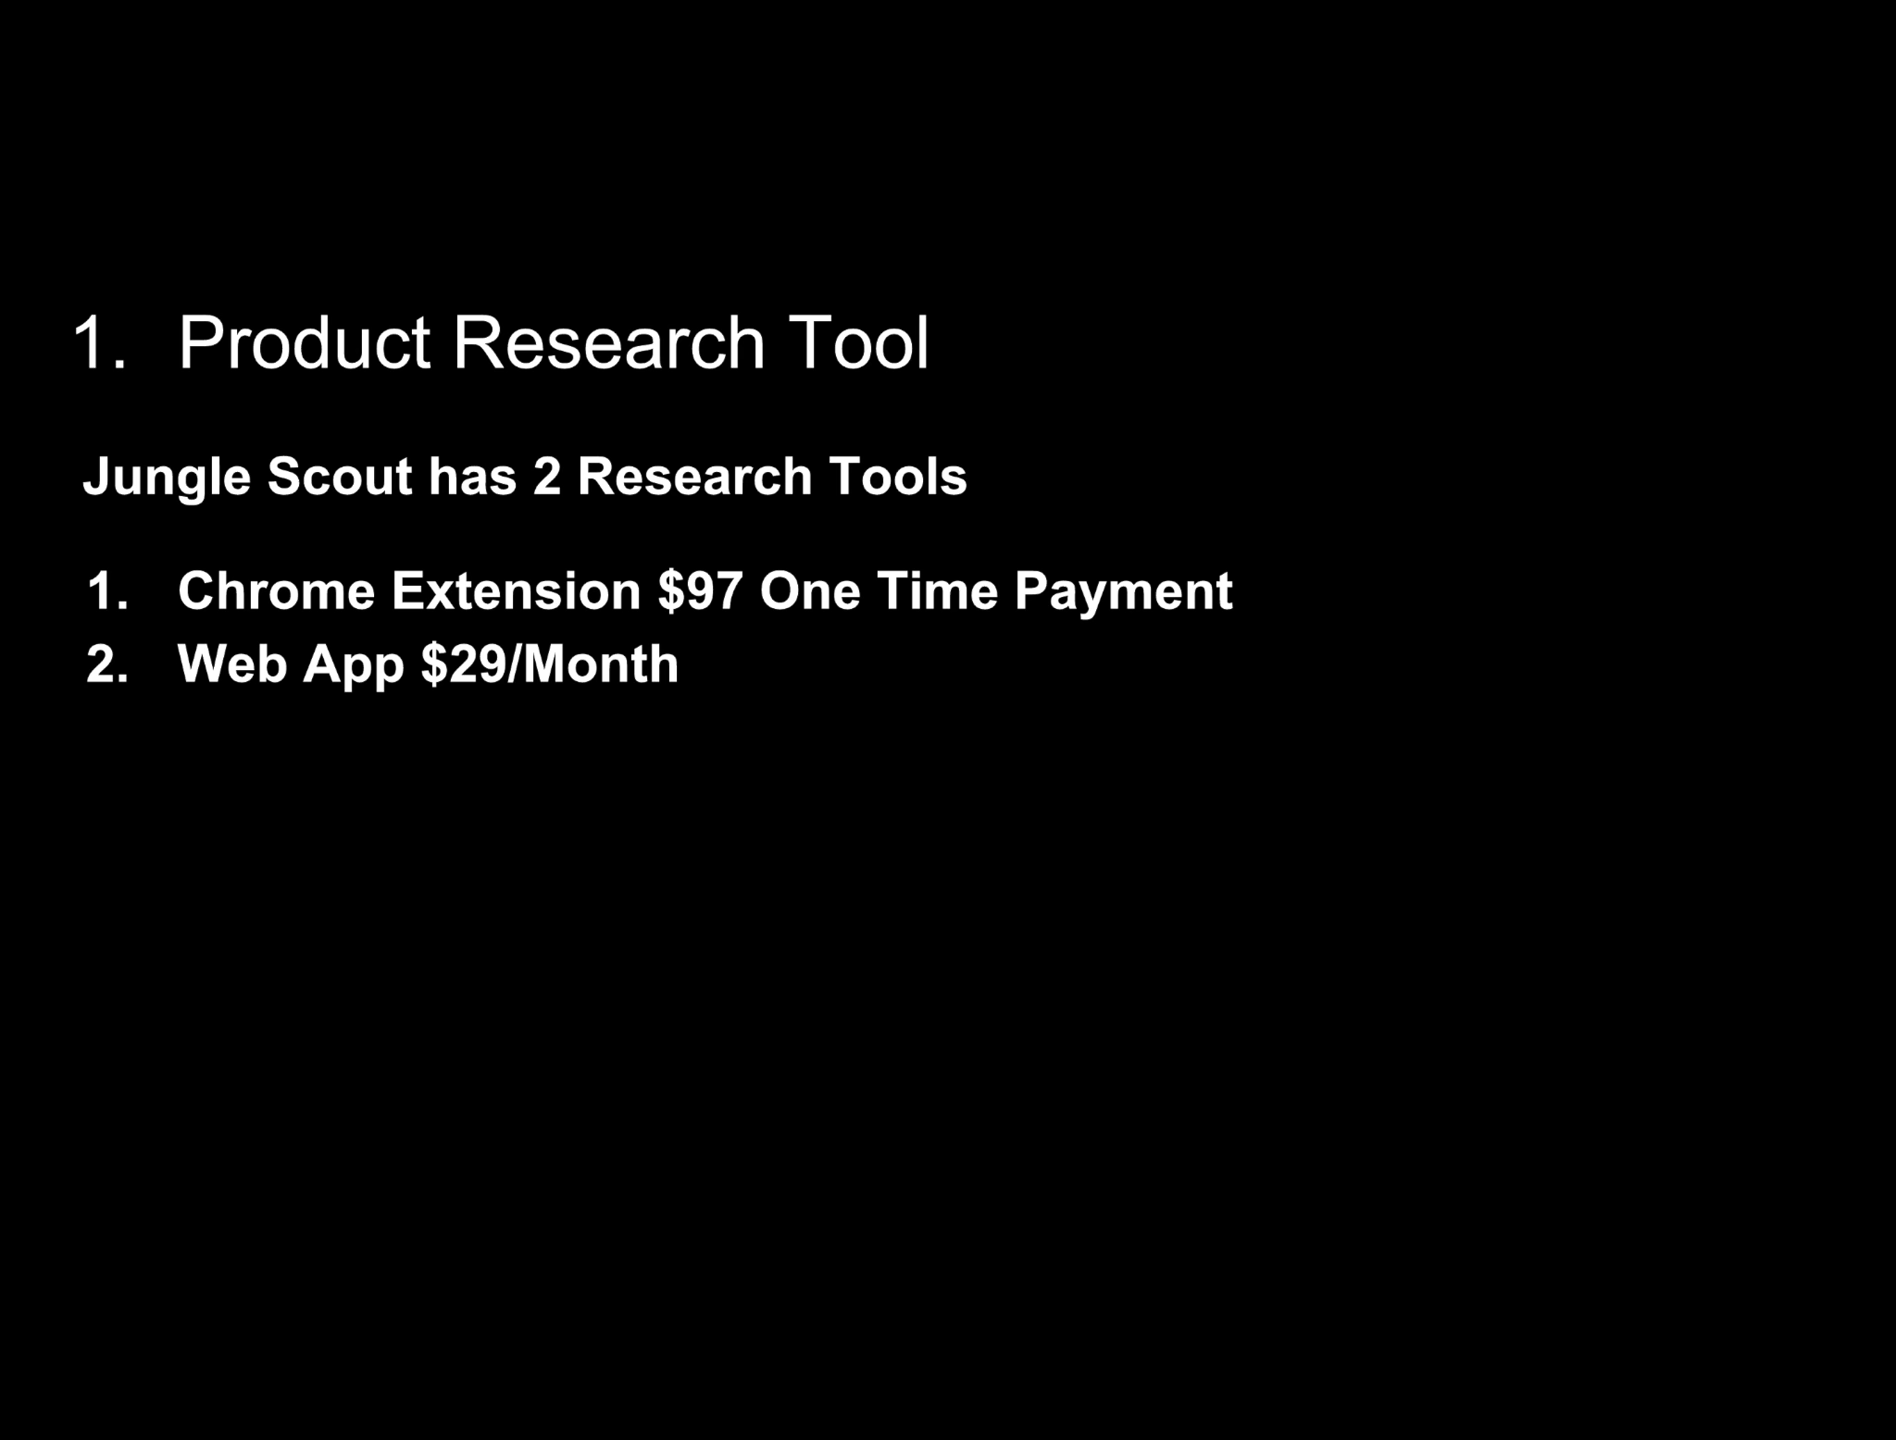 1. Product Research Tool
Jungle Scout has 2 Research Tools
1. Chrome Extension $97 One Time Payment
2. Web App $29/Month